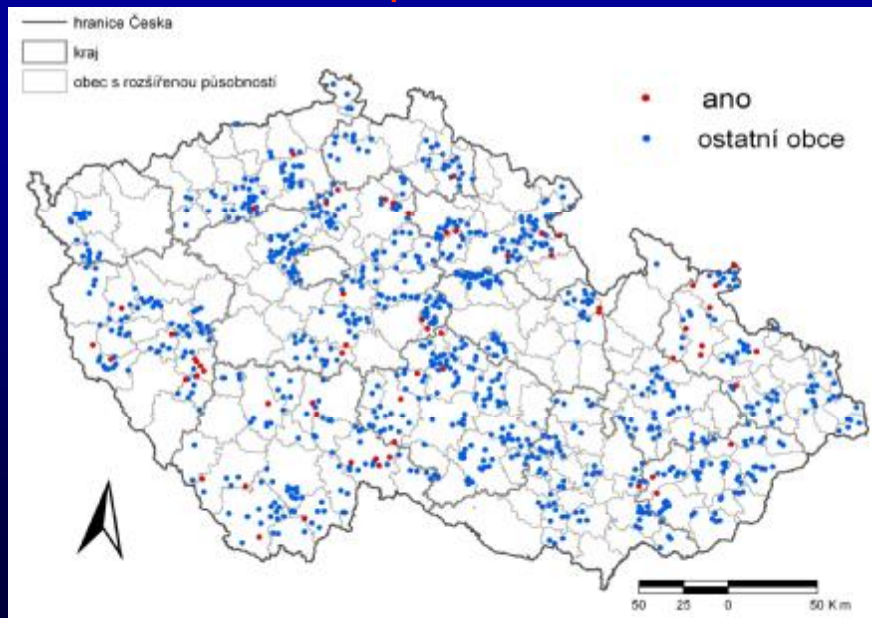 hranice Česka
kraj
obec s rozšířenou působností
ano
ostatní obce
50 25 0 50 Km